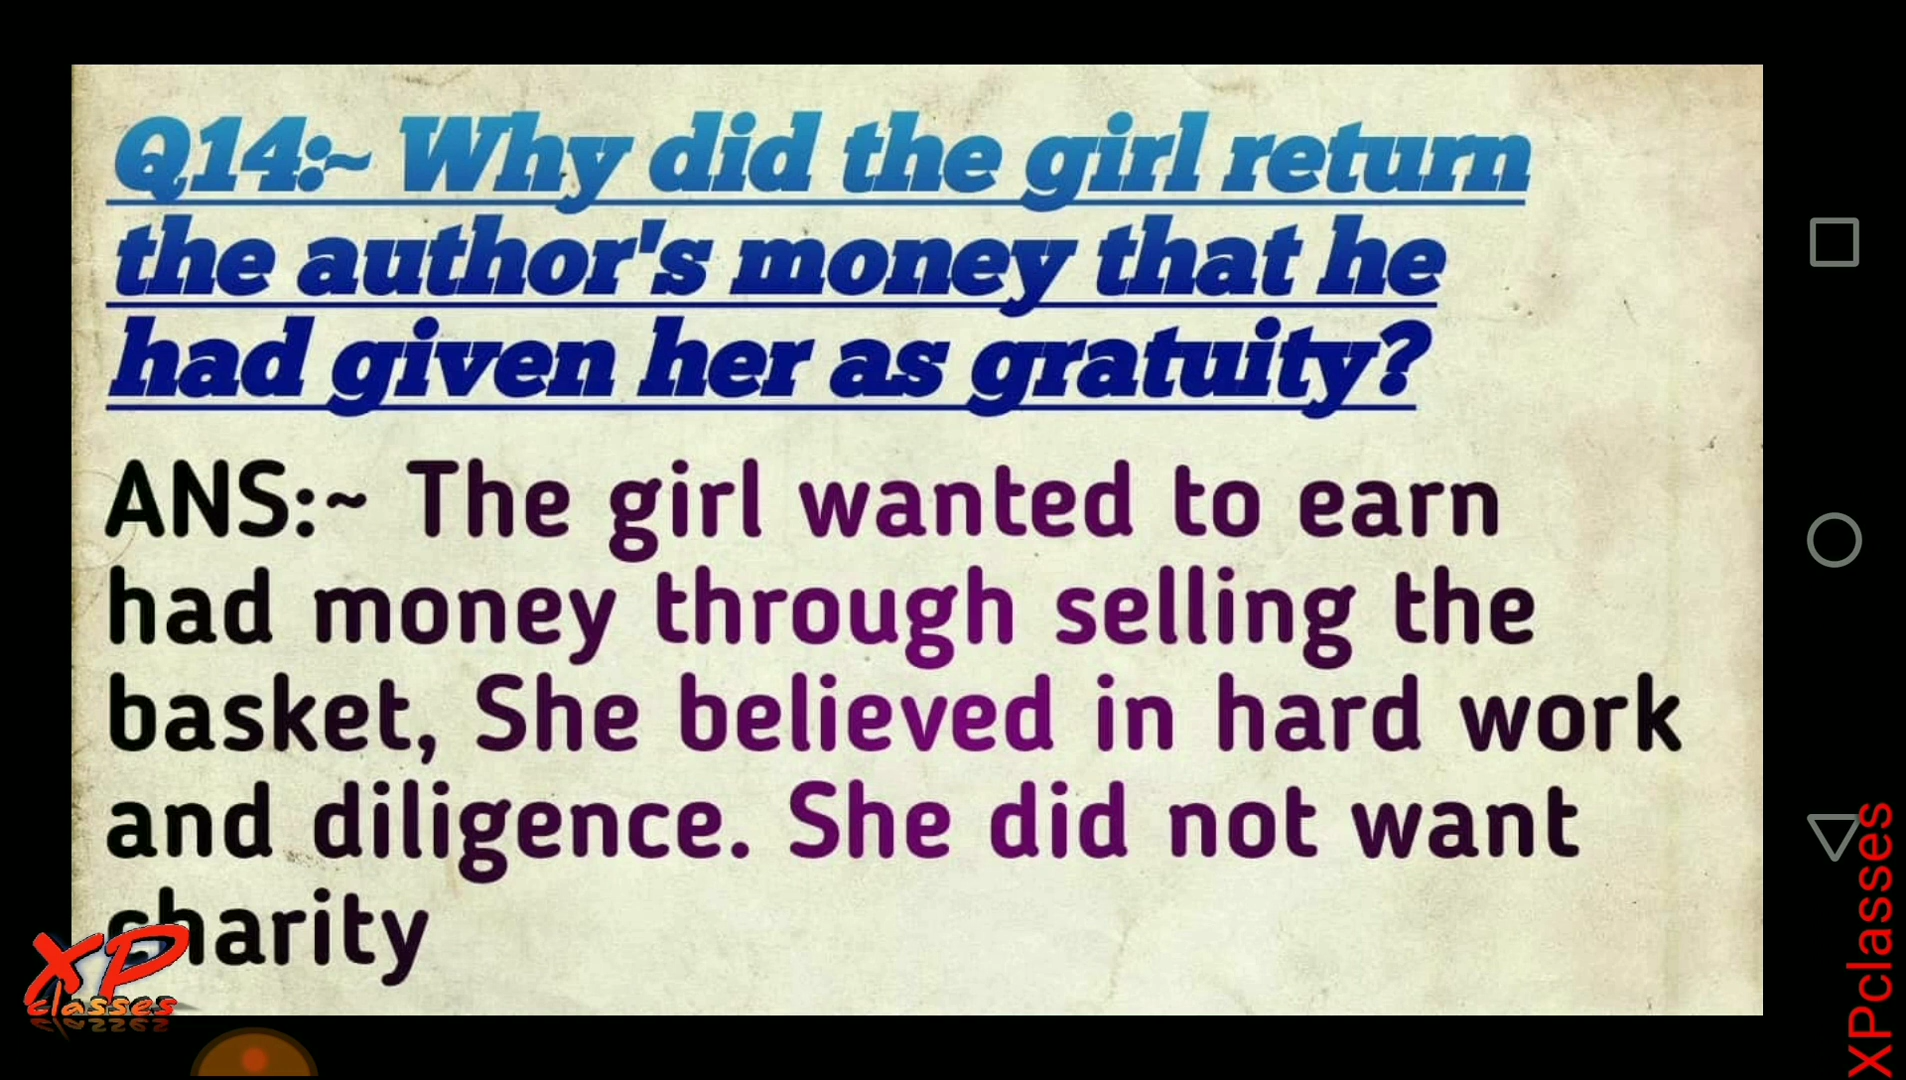 Q14:~ Why did the girl return
the author's money that he
had given her as gratuity?
ANS:~ The girl wanted to earn
had money through selling the
basket, She believed in hard work
and diligence. She did not want
charity
XP
classes
XPclasses